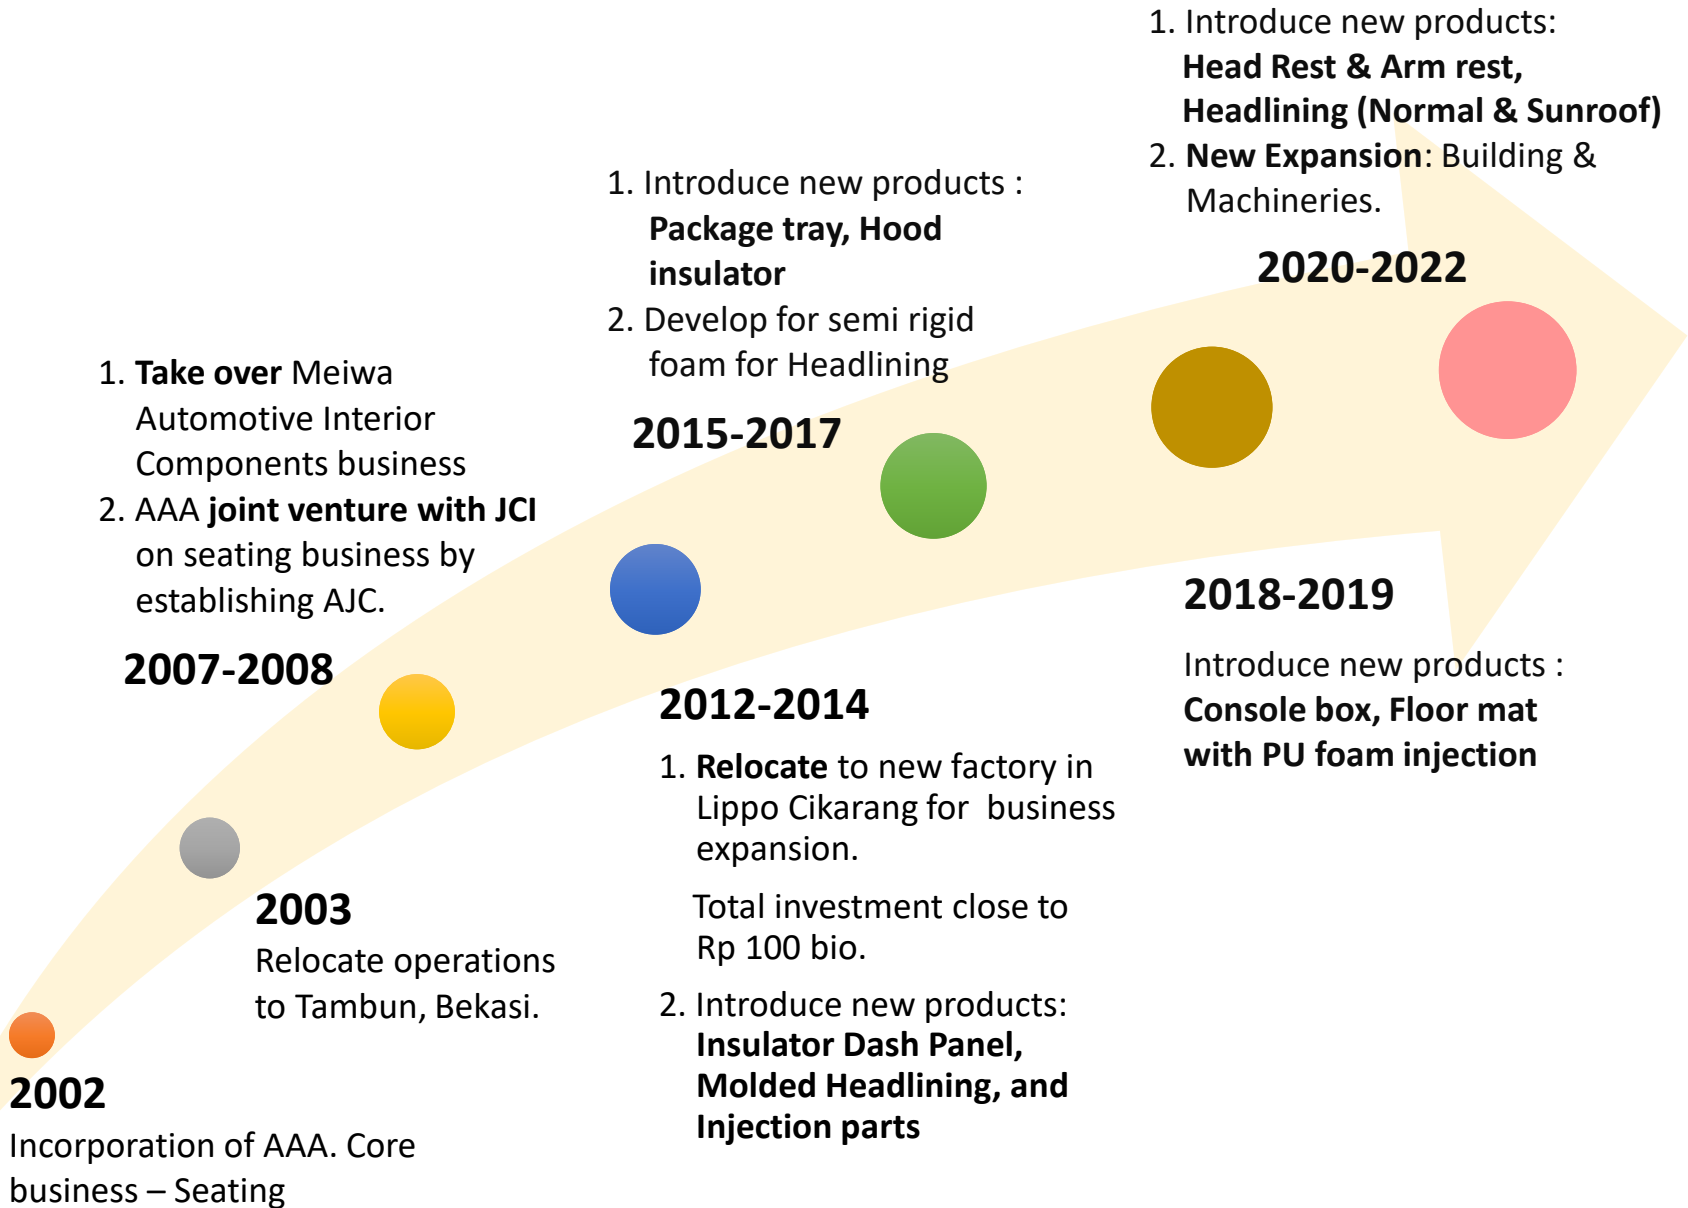 1. Introduce new products:
Head Rest & Arm rest,
Headlining (Normal & Sunroof)
2. New Expansion: Building &
Machineries.
2020-2022
1. Introduce new products :
Package tray, Hood
insulator
2. Develop for semi rigid
foam for Headlining
2015-2017
1. Take over Meiwa
Automotive Interior
Components business
2. AAA joint venture with JCI
on seating business by
establishing AJC.
2007-2008
2018-2019
Introduce new products :
Console box, Floor mat
with PU foam injection
2012-2014
1. Relocate to new factory in
Lippo Cikarang for business
expansion.
Total investment close to
Rp 100 bio.
2. Introduce new products:
Insulator Dash Panel,
Molded Headlining, and
Injection parts
2003
Relocate operations
to Tambun, Bekasi.
2002
Incorporation of AAA. Core
business – Seating